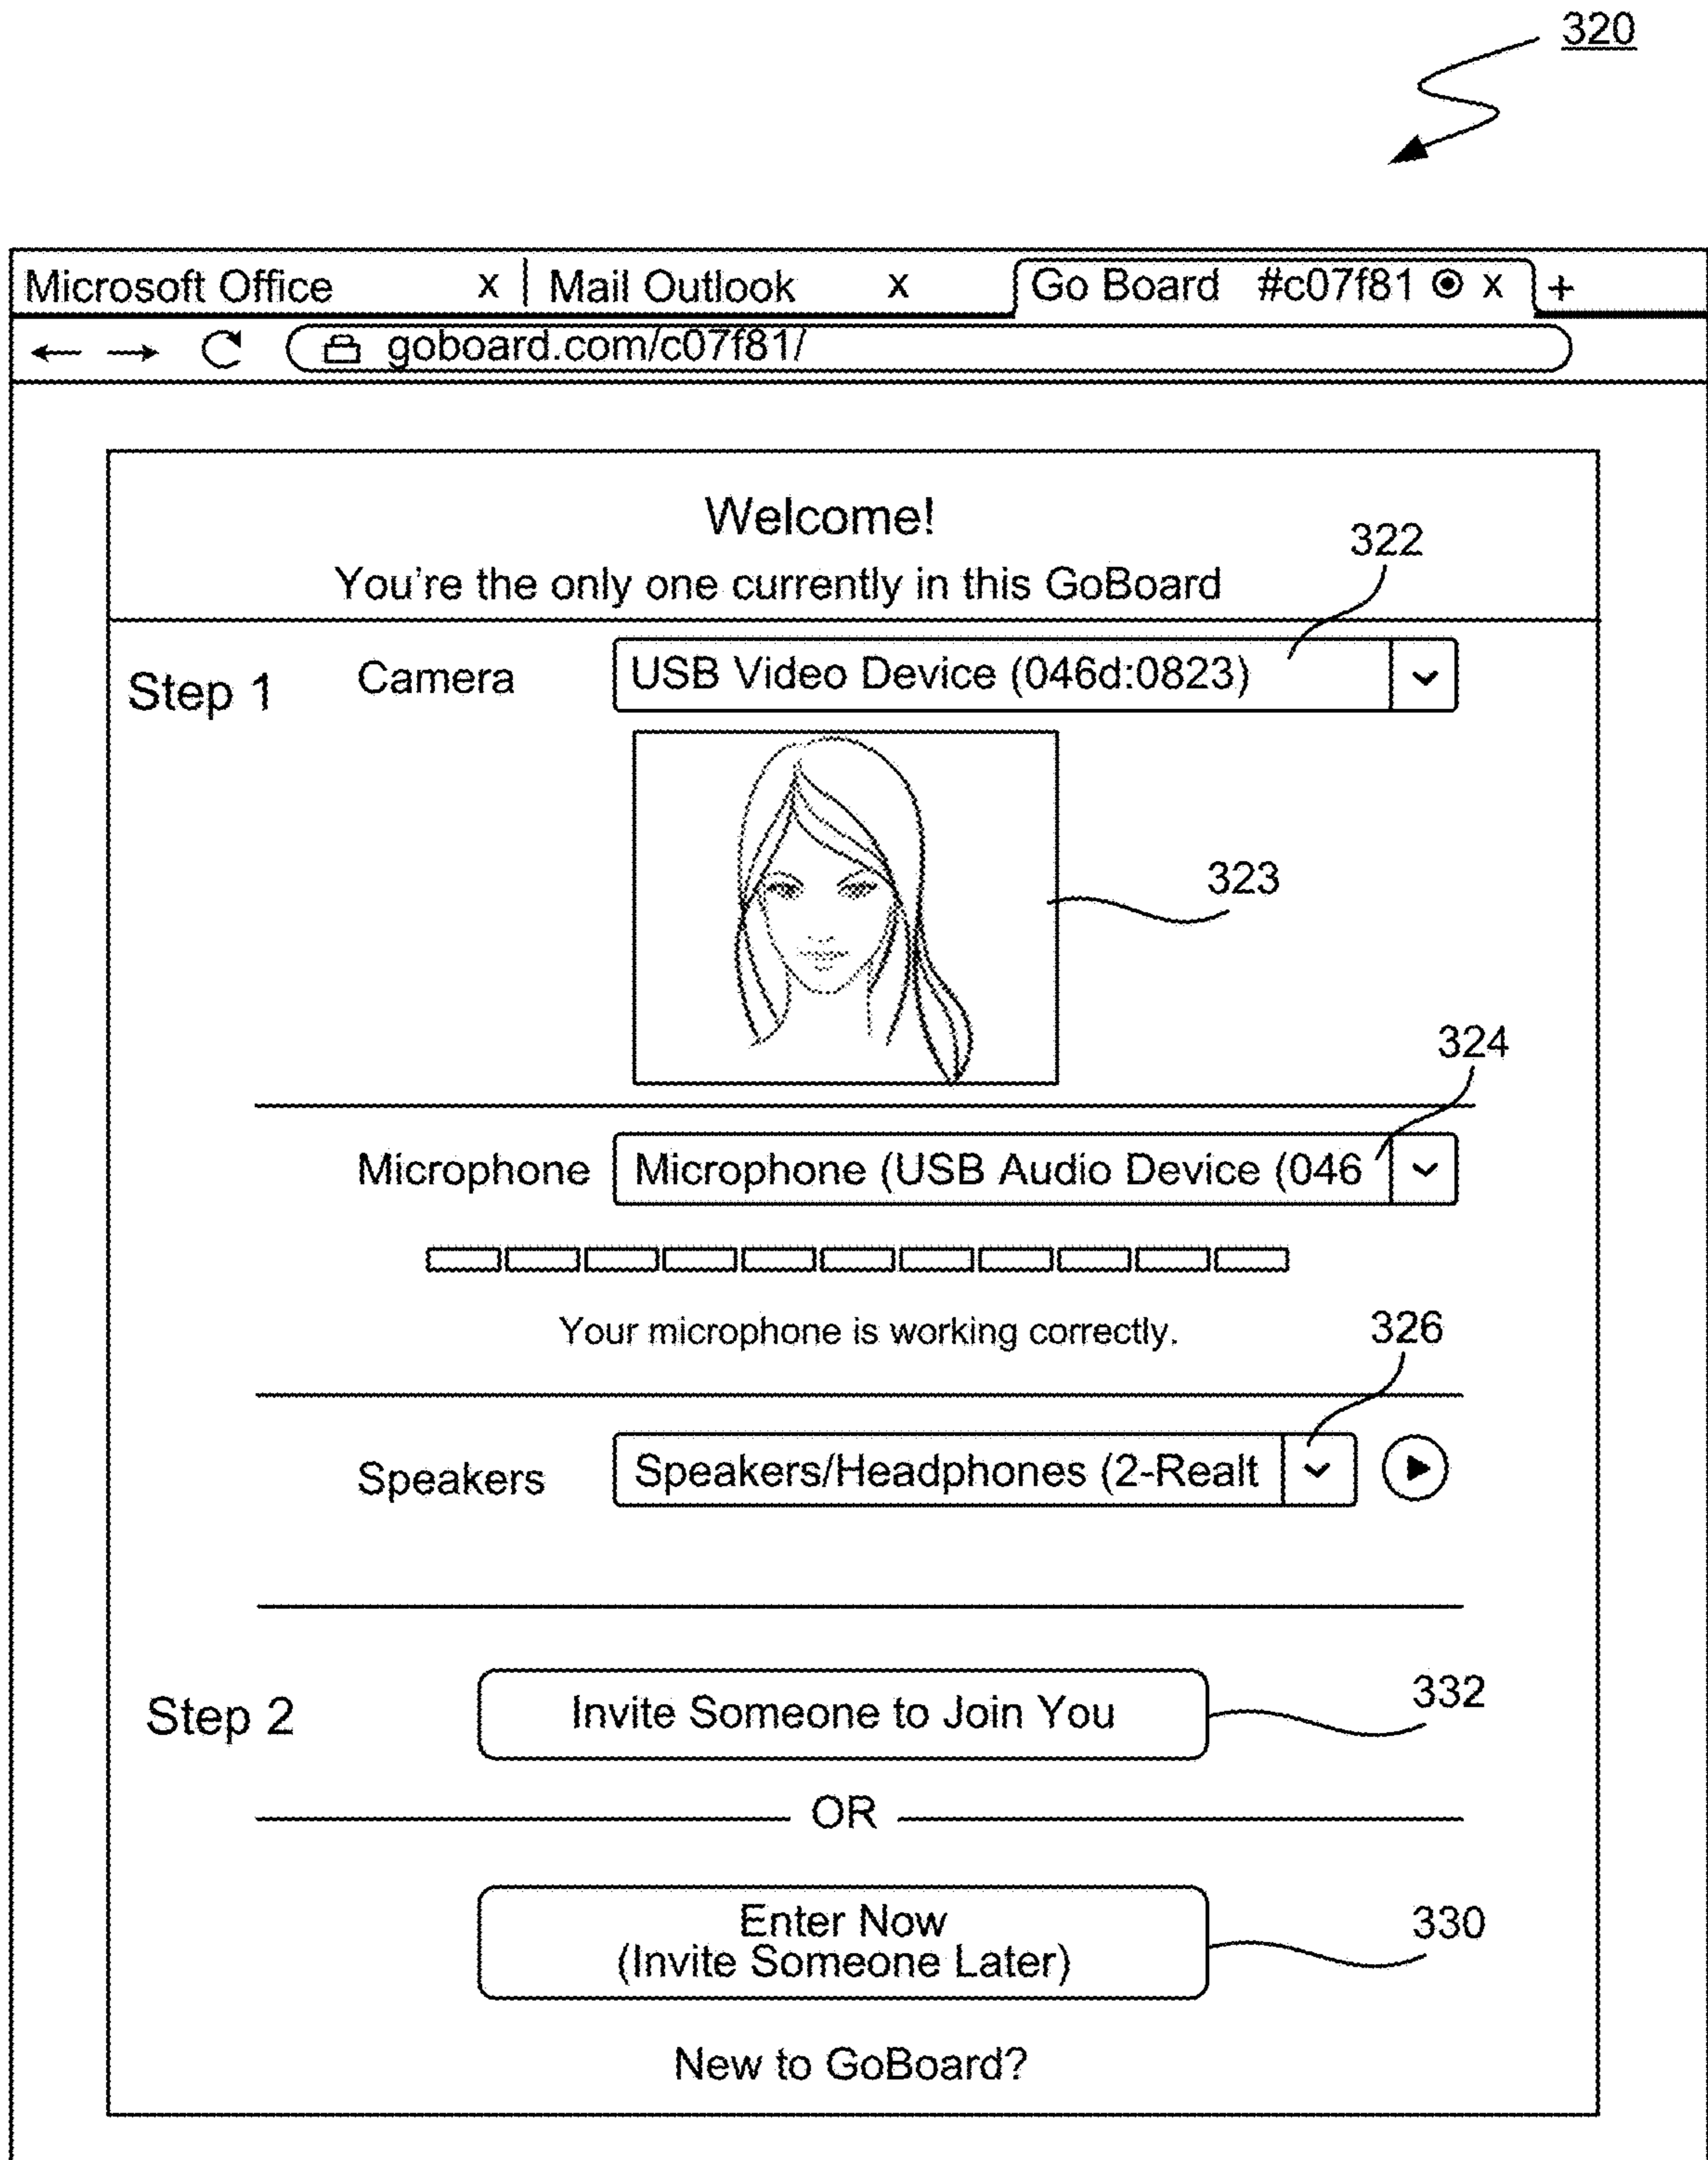 320
Microsoft Office x | Mail Outlook x Go Board #c07f81 x +
goboard.com/c07f81/
Welcome!
322
You're the only one currently in this GoBoard
Step 1 Camera USB Video Device (046d:0823)
323
324
Microphone Microphone (USB Audio Device (046
Your microphone is working correctly.
326
Speakers Speakers/Headphones (2-Realt
Step 2 Invite Someone to Join You 332
OR
Enter Now
(Invite Someone Later)
330
New to GoBoard?